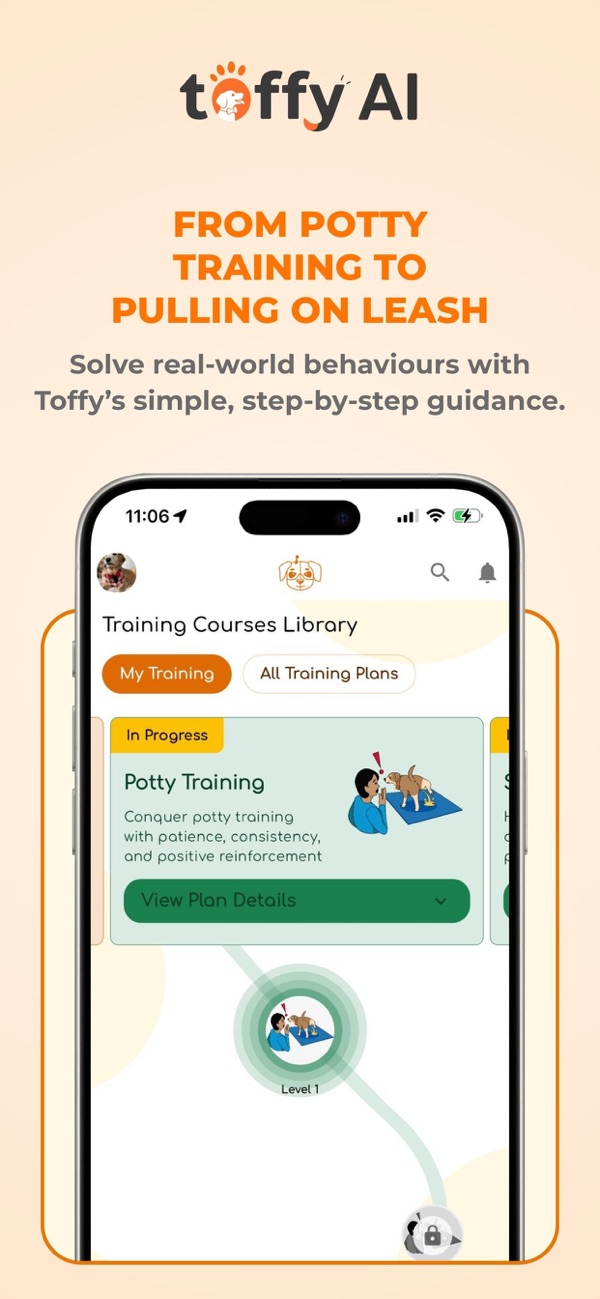 toffy AI
FROM POTTY
TRAINING TO
PULLING ON LEASH
Solve real-world behaviours with
Toffy's simple, step-by-step guidance.
11:06
Training Courses Library
My Training
All Training Plans
In Progress
Potty Training
Conquer potty training
with patience, consistency,
and positive reinforcement
View Plan Details
Level 1